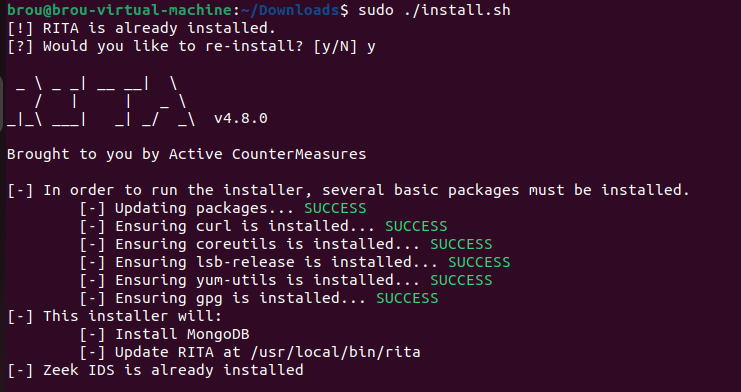 brou@brou-virtual-machine:~/Downloads$ sudo ./install.sh
[!] RITA is already installed.
[?] Would you like to re-install? [y/N] y
 _ \ _ _| __ __|  \
   /   |     |   _ \
_|_\ ___|   _| _/  _\  v4.8.0
Brought to you by Active CounterMeasures
[-] In order to run the installer, several basic packages must be installed.
        [-] Updating packages... SUCCESS
        [-] Ensuring curl is installed... SUCCESS
        [-] Ensuring coreutils is installed... SUCCESS
        [-] Ensuring lsb-release is installed... SUCCESS
        [-] Ensuring yum-utils is installed... SUCCESS
        [-] Ensuring gpg is installed... SUCCESS
[-] This installer will:
        [-] Install MongoDB
        [-] Update RITA at /usr/local/bin/rita
[-] Zeek IDS is already installed